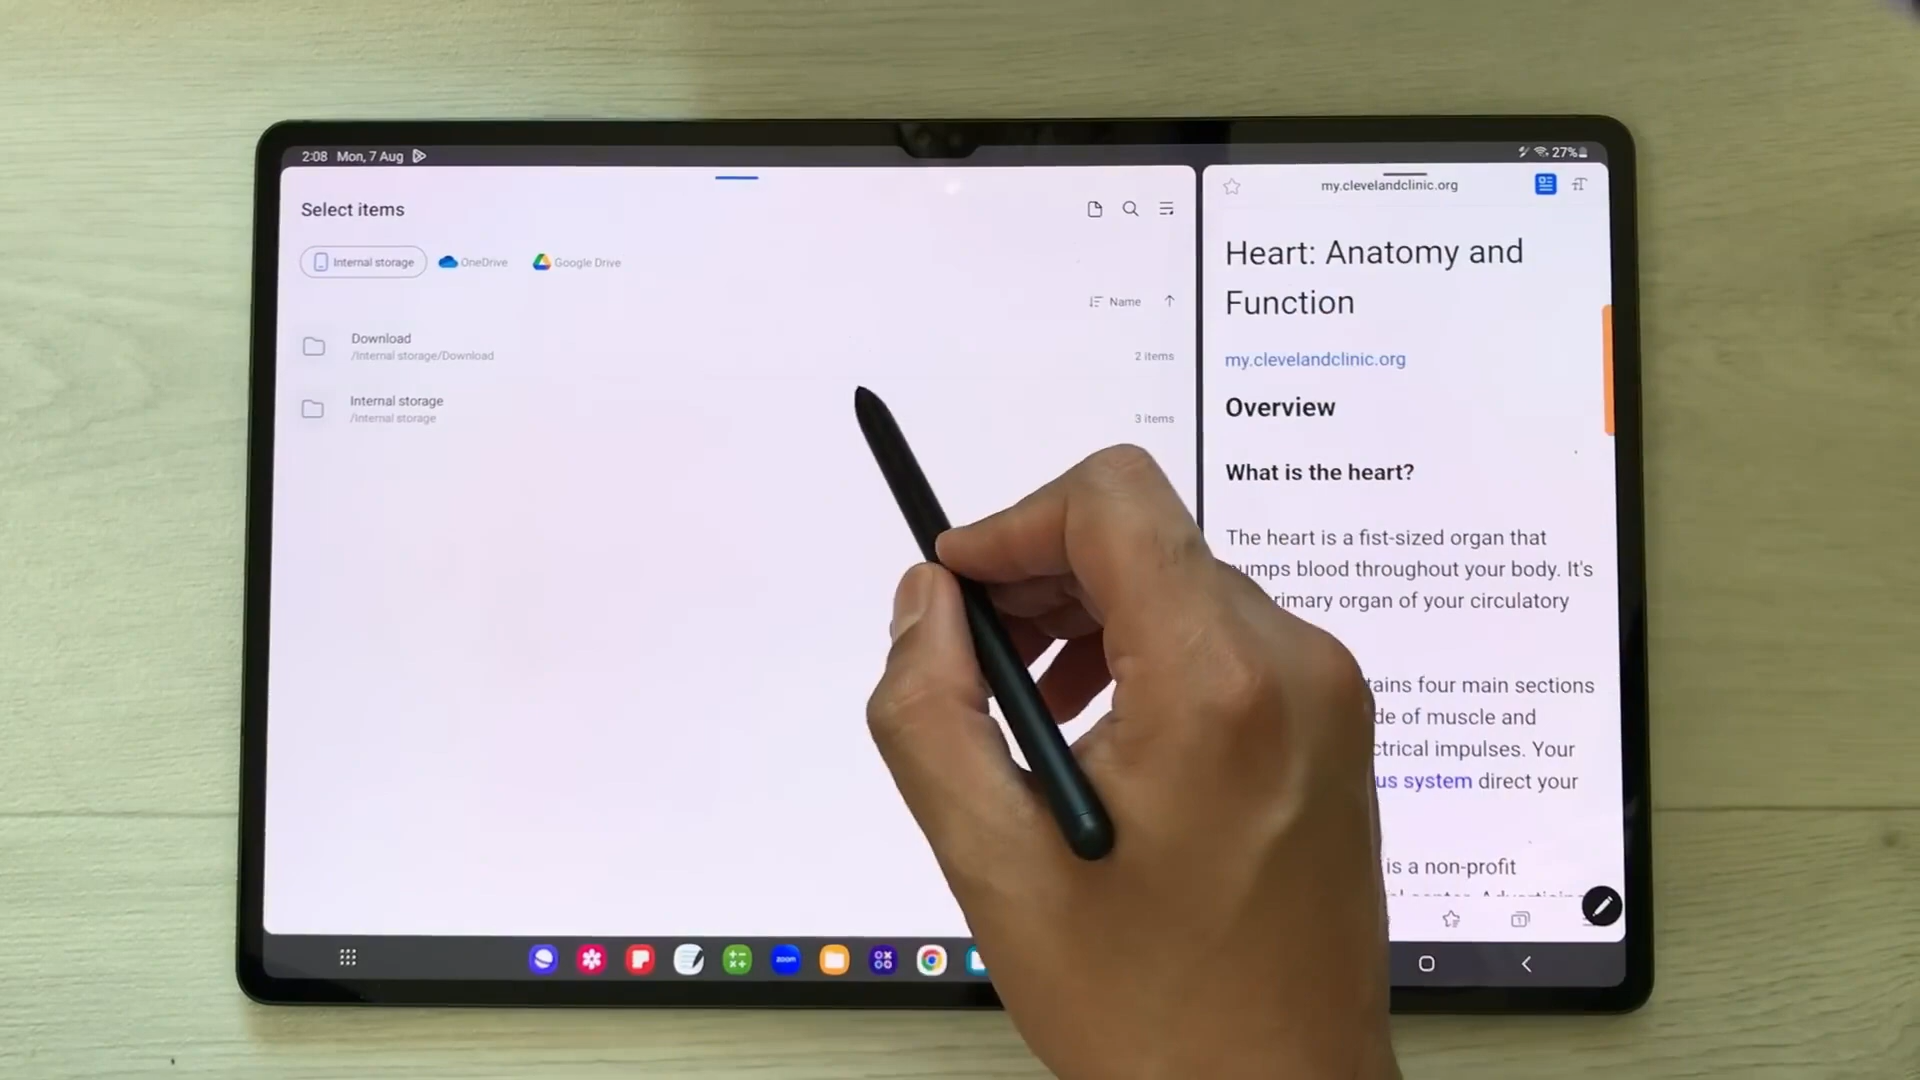 2:08 Mon, 7 Aug
27%
Select items
Internal storage
OneDrive
Google Drive
Name
Download
/Internal storage/Download
2 items
Internal storage
/Internal storage
3 items
zoom
my.clevelandclinic.org
Heart: Anatomy and
Function
my.clevelandclinic.org
Overview
What is the heart?
The heart is a fist-sized organ that
umps blood throughout your body. It's
rimary organ of your circulatory
tains four main sections
de of muscle and
ctrical impulses. Your
us system direct your
is a non-profit
1